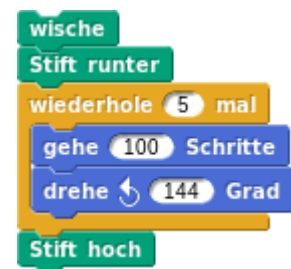 wische
Stift runter
wiederhole 5 mal
gehe 100 Schritte
drehe 144 Grad
Stift hoch